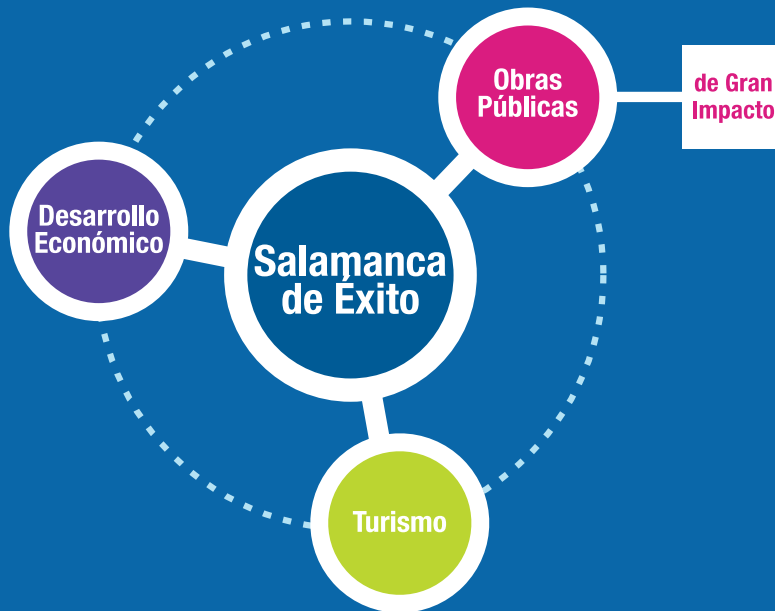 Obras
Públicas
de Gran
Impacto
Desarrollo
Económico
Salamanca
de Éxito
Turismo